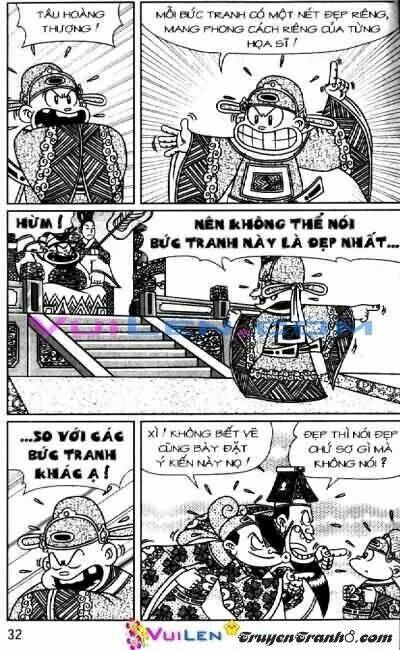 TÂU HOÀNG
THƯỢNG!
MỖI BỨC TRANH CÓ MỘT NÉT ĐẸP RIÊNG,
MANG PHONG CÁCH RIÊNG CỦA TỪNG
HỌA SĨ!
HỪM!
NÊN KHÔNG THỂ NÓI
BỨC TRANH NÀY LÀ ĐẸP NHẤT...
VUILEN.COM
...SO VỚI CÁC
BỨC TRANH
KHÁC Ạ!
XÌ! KHÔNG BIẾT VẼ
CŨNG BÀY ĐẶT
Ý KIẾN NÀY NỌ!
ĐẸP THÌ NÓI ĐẸP
CHỨ SỢ GÌ MÀ
KHÔNG NÓI?
32
VUILEN
TruyenTranh8.com